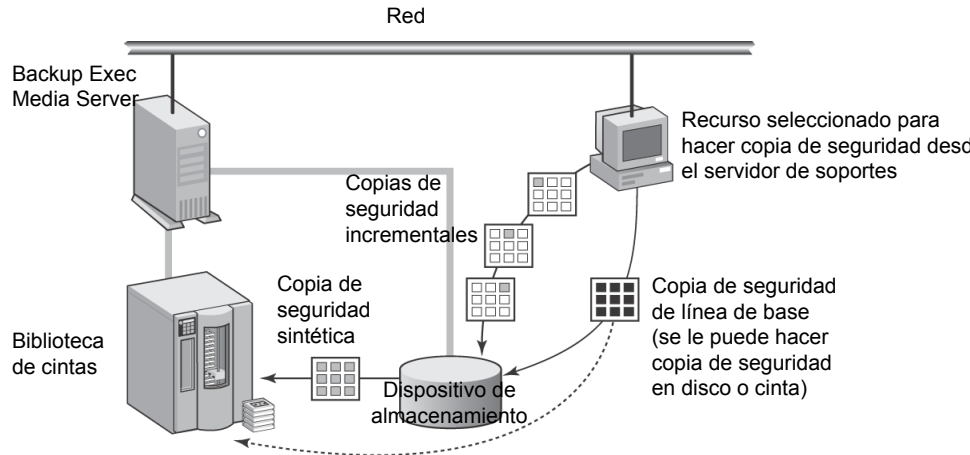 Red
Backup Exec
Media Server
Recurso seleccionado para
hacer copia de seguridad desd
el servidor de soportes
Copias de
seguridad
incrementales
Copia de
seguridad
sintética
Copia de seguridad
de línea de base
(se le puede hacer
copia de seguridad
en disco o cinta)
Biblioteca
de cintas
Dispositivo de
almacenamiento